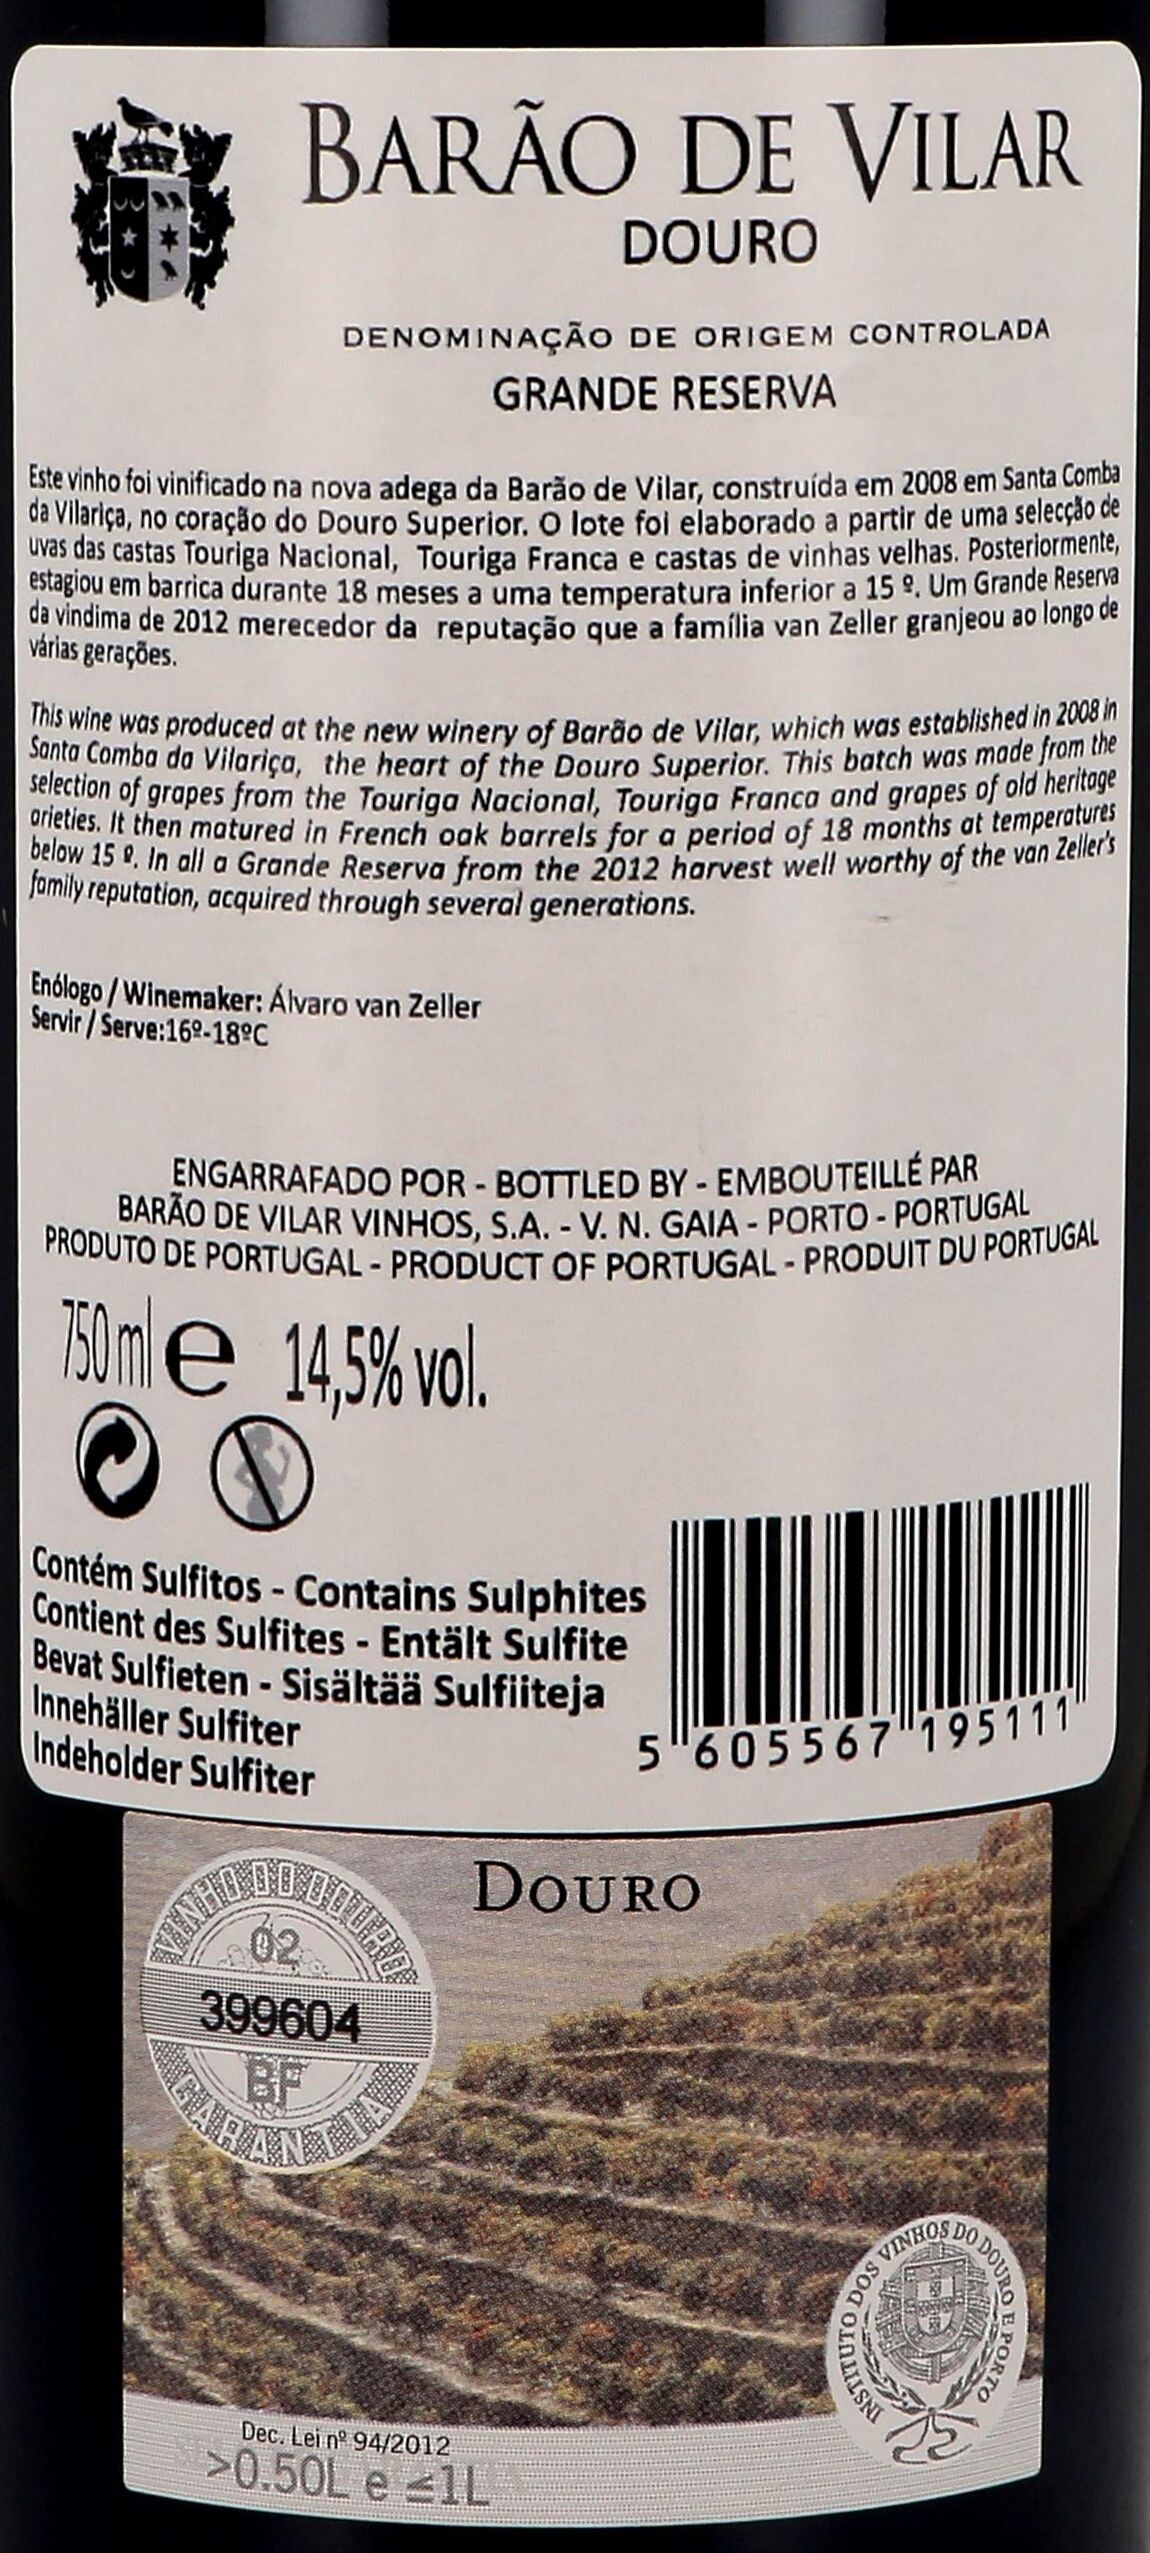 BARÃO DE VILAR
DOURO
DENOMINAÇÃO DE ORIGEM CONTROLADA
GRANDE RESERVA
Este vinho foi vinificado na nova adega da Barão de Vilar, construída em 2008 em Santa Comba
da Vilariça, no coração do Douro Superior. O lote foi elaborado a partir de uma selecção de
uvas das castas Touriga Nacional, Touriga Franca e castas de vinhas velhas. Posteriormente,
estagiou em barrica durante 18 meses a uma temperatura inferior a 15 º. Um Grande Reserva
da vindima de 2012 merecedor da reputação que a família van Zeller granjeou ao longo de
várias gerações.
This wine was produced at the new winery of Barão de Vilar, which was established in 2008 in
Santa Comba da Vilariça, the heart of the Douro Superior. This batch was made from the
selection of grapes from the Touriga Nacional, Touriga Franca and grapes of old heritage
arieties. It then matured in French oak barrels for a period of 18 months at temperatures
below 15 º. In all a Grande Reserva from the 2012 harvest well worthy of the van Zeller's
family reputation, acquired through several generations.
Enólogo / Winemaker: Álvaro van Zeller
Servir / Serve:16º-18ºC
ENGARRAFADO POR - BOTTLED BY - EMBOUTEILLÉ PAR
BARÃO DE VILAR VINHOS, S.A. - V. N. GAIA - PORTO - PORTUGAL
PRODUTO DE PORTUGAL - PRODUCT OF PORTUGAL - PRODUIT DU PORTUGAL
750 ml e 14,5% vol.
Contém Sulfitos - Contains Sulphites
Contient des Sulfites - Entält Sulfite
Bevat Sulfieten - Sisältää Sulfiiteja
Innehäller Sulfiter
Indeholder Sulfiter
5 605567 195111
DOURO
VINHO DO DOURO
02
399604
BF
GARANTIA
INSTITUTO DOS VINHOS DO DOURO E PORTO
Dec. Lei nº 94/2012
>0.50L e ≤1L